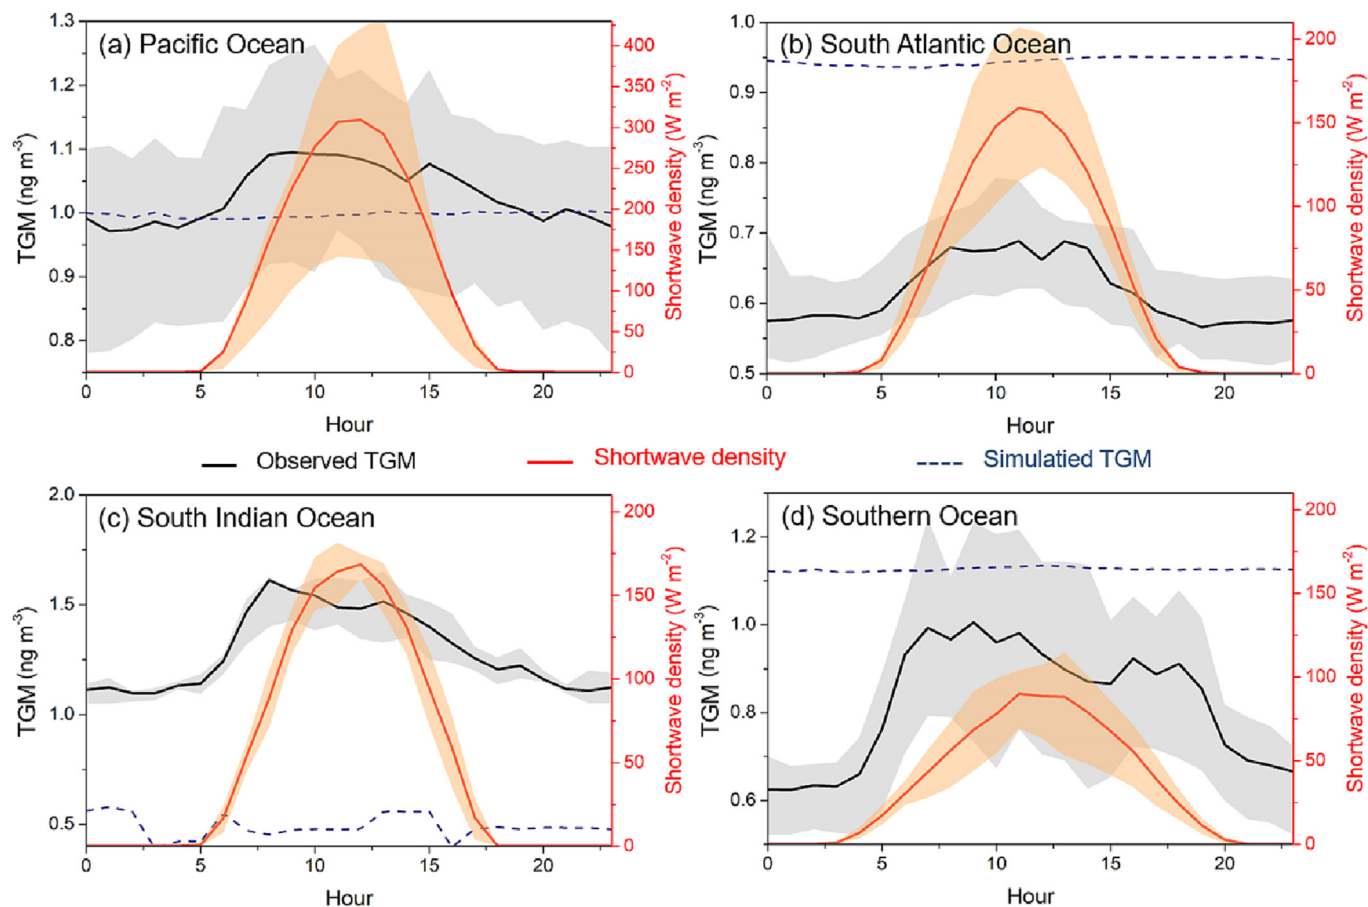 (a) Pacific Ocean
1.3
1.2
1.1
1.0
0.9
0.8
TGM (ng m-3)
400
350
300
250
200
150
100
50
0
Shortwave density (W m-2)
0 5 10 15 20
Hour
(b) South Atlantic Ocean
1.0
0.9
0.8
0.7
0.6
0.5
TGM (ng m-3)
200
150
100
50
0
Shortwave density (W m-2)
0 5 10 15 20
Hour
Observed TGM Shortwave density Simulatied TGM
(c) South Indian Ocean
2.0
1.5
1.0
0.5
TGM (ng m-3)
200
150
100
50
0
Shortwave density (W m-2)
0 5 10 15 20
Hour
(d) Southern Ocean
1.2
1.0
0.8
0.6
TGM (ng m-3)
200
150
100
50
0
Shortwave density (W m-2)
0 5 10 15 20
Hour